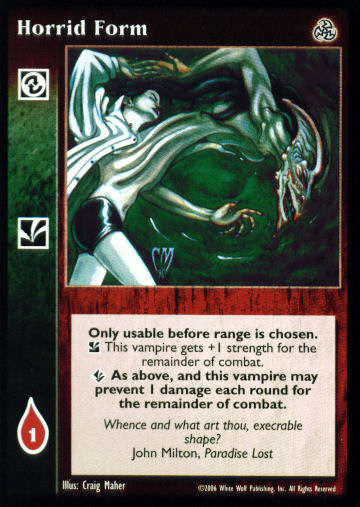 Horrid Form
CM
Only usable before range is chosen.
This vampire gets +1 strength for the
remainder of combat.
As above, and this vampire may
prevent 1 damage each round for
the remainder of combat.
Whence and what art thou, execrable
shape?
John Milton, Paradise Lost
1
Illus: Craig Maher
©2006 White Wolf Publishing, Inc. All Rights Reserved